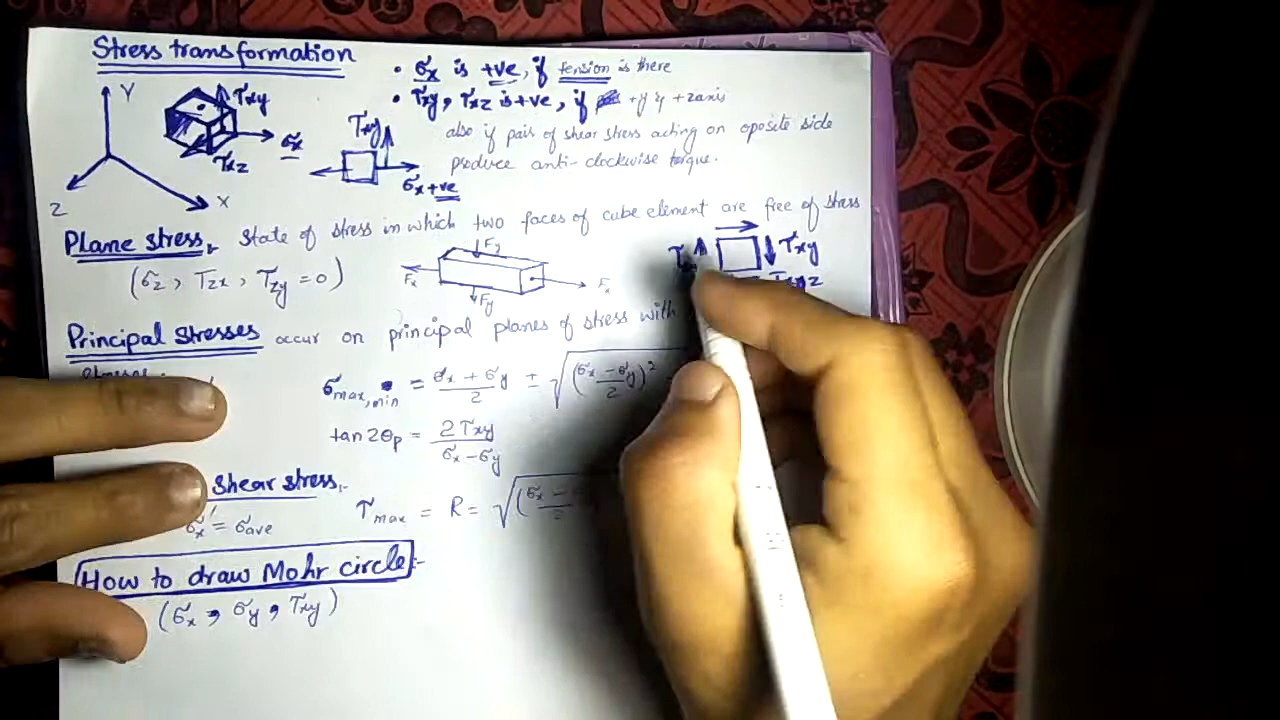 Stress transformation
• σx is +ve, if tension is there
• τxy, τxz is +ve, if +y & +z axis
also if pair of shear stress acting on oposite side
produce anti-clockwise torque.
Y
Z
X
τxy
σx
τxz
τxy
σx +ve
Plane stress:- State of stress in which two faces of cube element are free of stress
(σz, τzx, τzy = 0)
Fy
Fx
Fx
Fy
τxy
Principal stresses occur on principal planes of stress with
Stresses.
σmax,min = σx + σy / 2 ± √(σx - σy / 2)²
tan2θp = 2τxy / σx - σy
shear stress:-
τmax = R = √(σx -
σx' = σave
How to draw Mohr circle:-
(σx, σy, τxy)